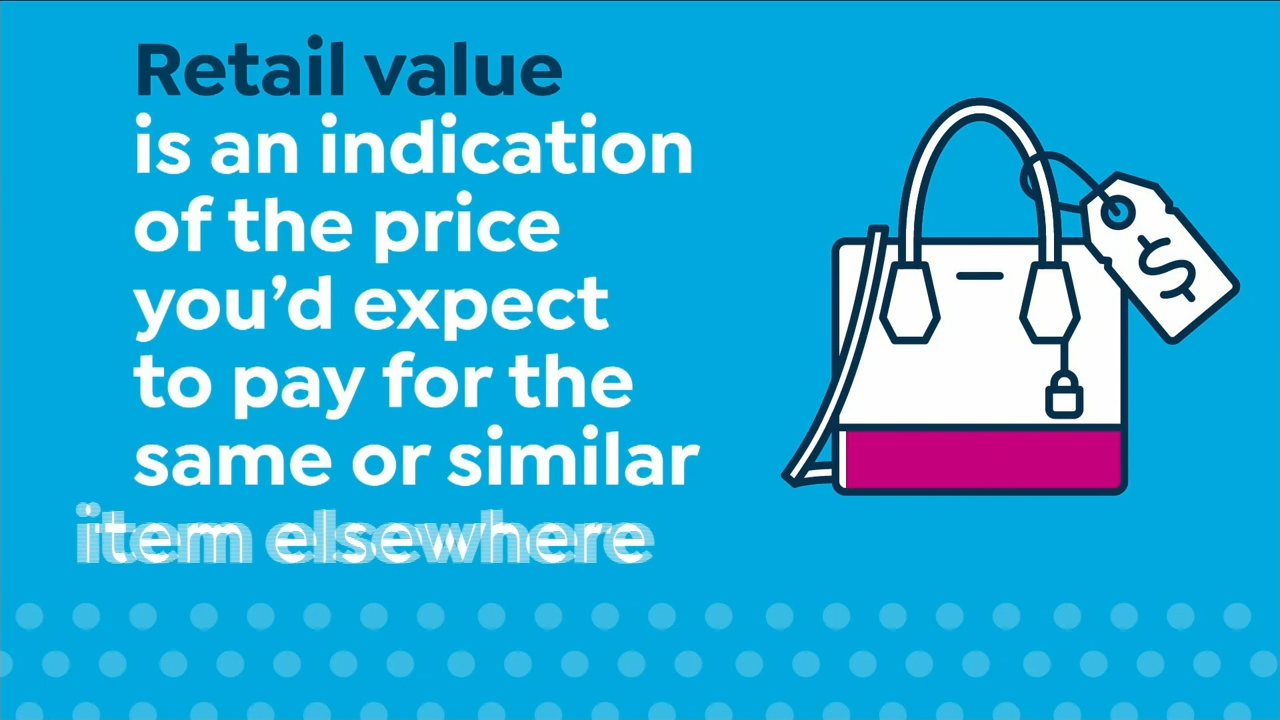 Retail value
is an indication
of the price
you’d expect
to pay for the
same or similar
item elsewhere
$